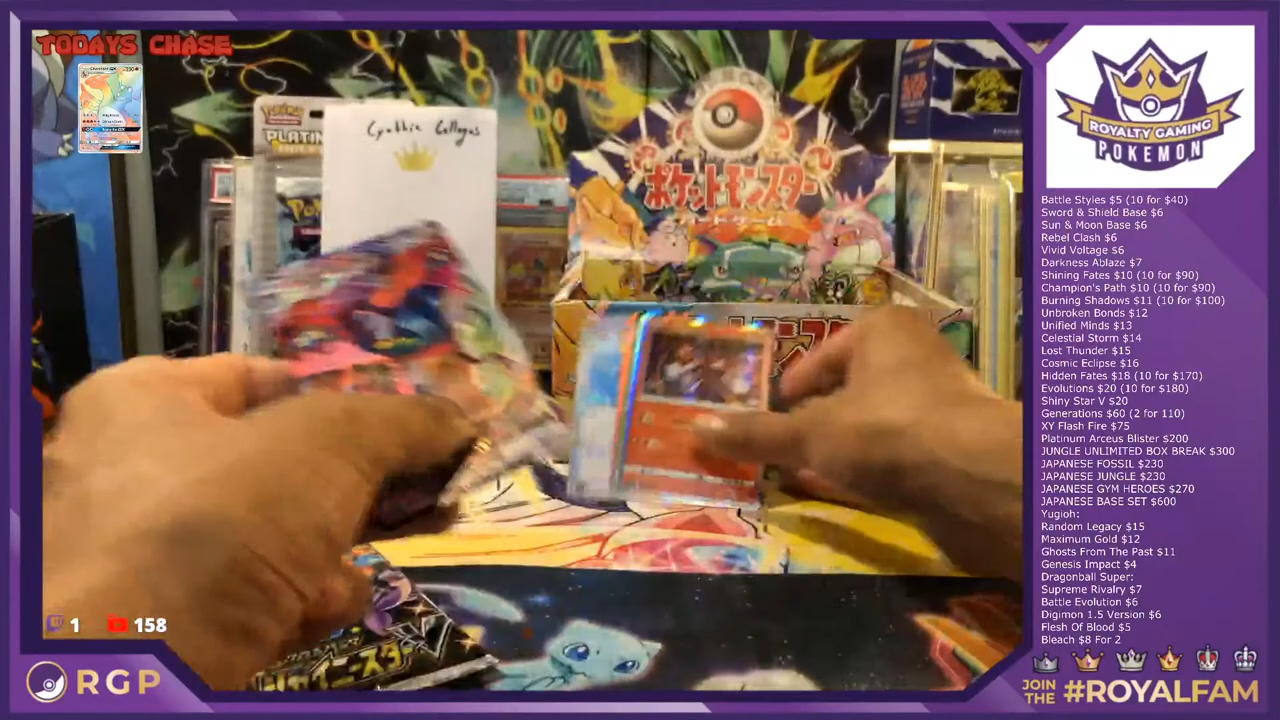 TODAYS CHASE
Cynthia Collogus
PLATIN
ポケットモンスター
カードゲーム
1 158
RGP
ROYALTY GAMING
POKEMON
Battle Styles $5 (10 for $40)
Sword & Shield Base $6
Sun & Moon Base $6
Rebel Clash $6
Vivid Voltage $6
Darkness Ablaze $7
Shining Fates $10 (10 for $90)
Champion's Path $10 (10 for $90)
Burning Shadows $11 (10 for $100)
Unbroken Bonds $12
Unified Minds $13
Celestial Storm $14
Lost Thunder $15
Cosmic Eclipse $16
Hidden Fates $18 (10 for $170)
Evolutions $20 (10 for $180)
Shiny Star V $20
Generations $60 (2 for 110)
XY Flash Fire $75
Platinum Arceus Blister $200
JUNGLE UNLIMITED BOX BREAK $300
JAPANESE FOSSIL $230
JAPANESE JUNGLE $230
JAPANESE GYM HEROES $270
JAPANESE BASE SET $600
Yugioh:
Random Legacy $15
Maximum Gold $12
Ghosts From The Past $11
Genesis Impact $4
Dragonball Super:
Supreme Rivalry $7
Battle Evolution $6
Digimon 1.5 Version $6
Flesh Of Blood $5
Bleach $8 For 2
JOIN
THE #ROYALFAM